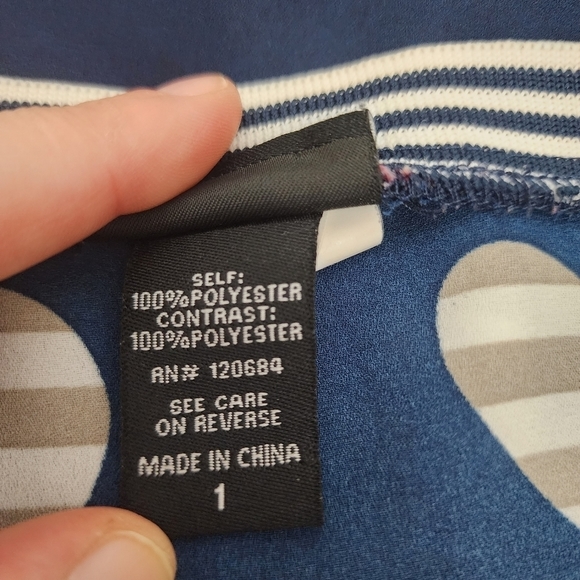 SELF:
100%POLYESTER
CONTRAST:
100%POLYESTER
RN# 120684
SEE CARE
ON REVERSE
MADE IN CHINA
1